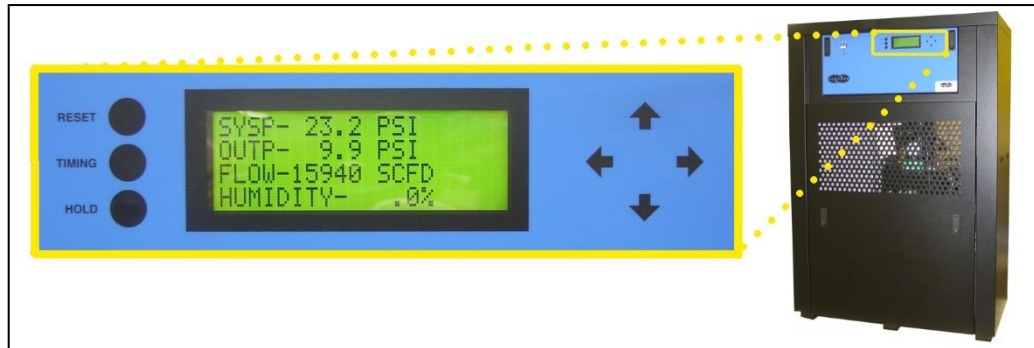 RESET
TIMING
HOLD
SYSP- 23.2 PSI
OUTP-  9.9 PSI
FLOW-15940 SCFD
HUMIDITY-   .0%